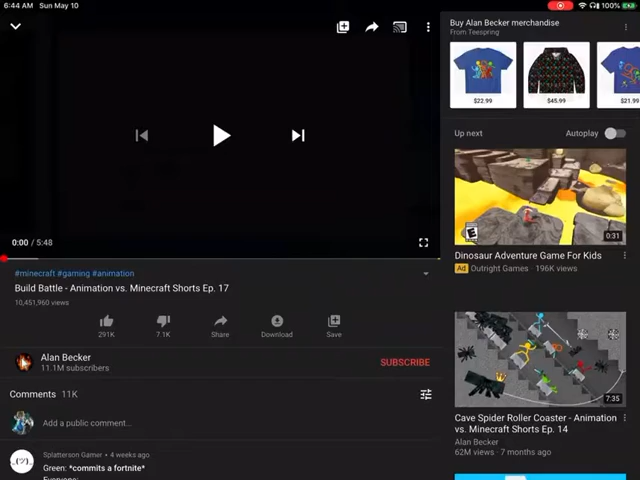 6:44 AM Sun May 10
100%
Buy Alan Becker merchandise
From Teespring
$22.99
$45.99
$21.99
Up next
Autoplay
0:00 / 5:48
0:31
Dinosaur Adventure Game For Kids
Ad Outright Games · 196K views
#minecraft #gaming #animation
Build Battle - Animation vs. Minecraft Shorts Ep. 17
10,451,960 views
291K
7.1K
Share
Download
Save
Alan Becker
11.1M subscribers
SUBSCRIBE
Comments 11K
Add a public comment...
Splatterson Gamer • 4 weeks ago
Green: *commits a fortnite*
Everyone:
7:35
Cave Spider Roller Coaster - Animation
vs. Minecraft Shorts Ep. 14
Alan Becker
62M views · 7 months ago